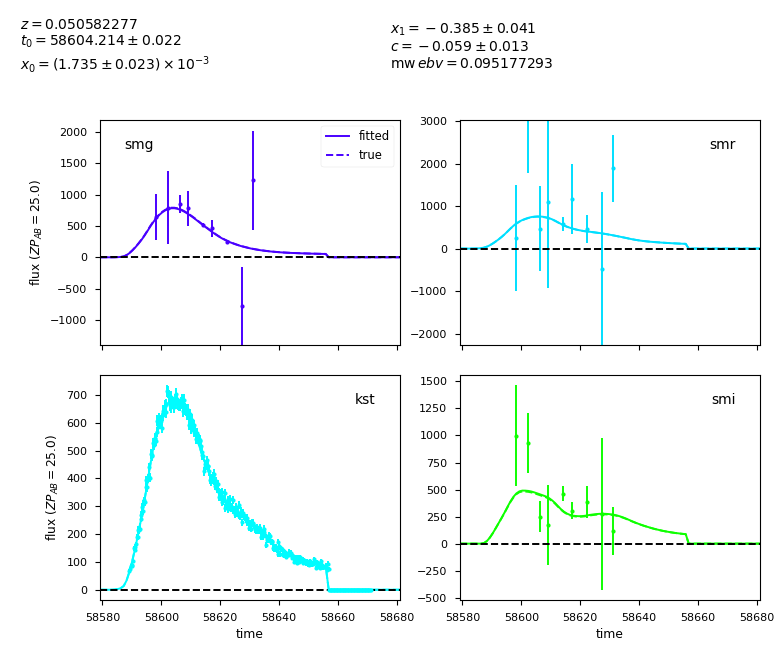 z = 0.050582277
t0 = 58604.214 ± 0.022
x0 = (1.735 ± 0.023) × 10^−3
x1 = −0.385 ± 0.041
c = −0.059 ± 0.013
mw ebv = 0.095177293
smg
fitted
true
2000
1500
1000
500
0
−500
−1000
flux (ZP_AB = 25.0)
smr
3000
2000
1000
0
−1000
−2000
kst
700
600
500
400
300
200
100
0
flux (ZP_AB = 25.0)
58580 58600 58620 58640 58660 58680
time
smi
1500
1250
1000
750
500
250
0
−250
−500
58580 58600 58620 58640 58660 58680
time